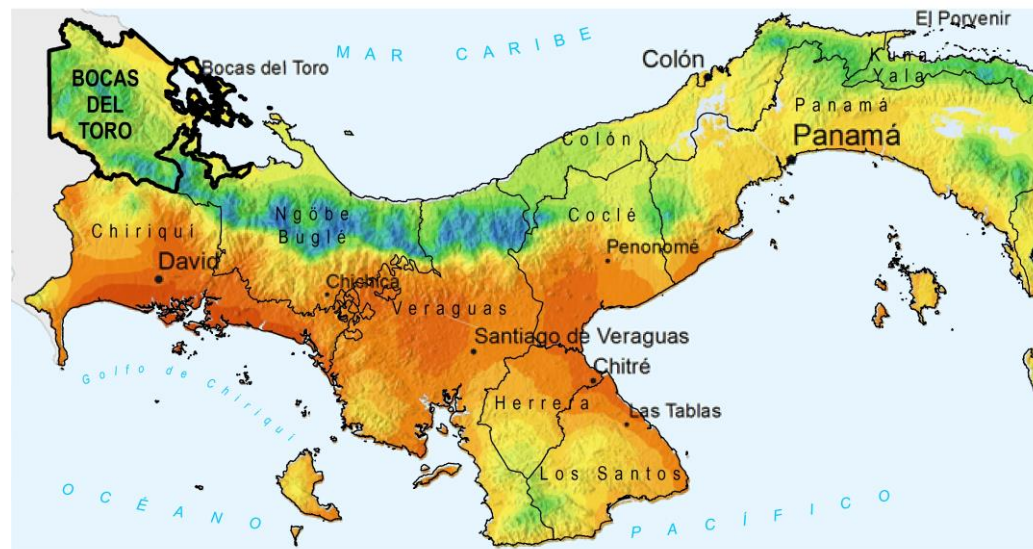 El Porvenir
MAR CARIBE
Bocas del Toro
Colón
Kuna
Yala
BOCAS
DEL
TORO
Panamá
Panamá
Colón
Ngöbe
Buglé
Coclé
Chiriquí
Penonomé
David
Chichica
Veraguas
Santiago de Veraguas
Chitré
Golfo de Chiriquí
Herrera
Las Tablas
Los Santos
OCÉANO PACÍFICO